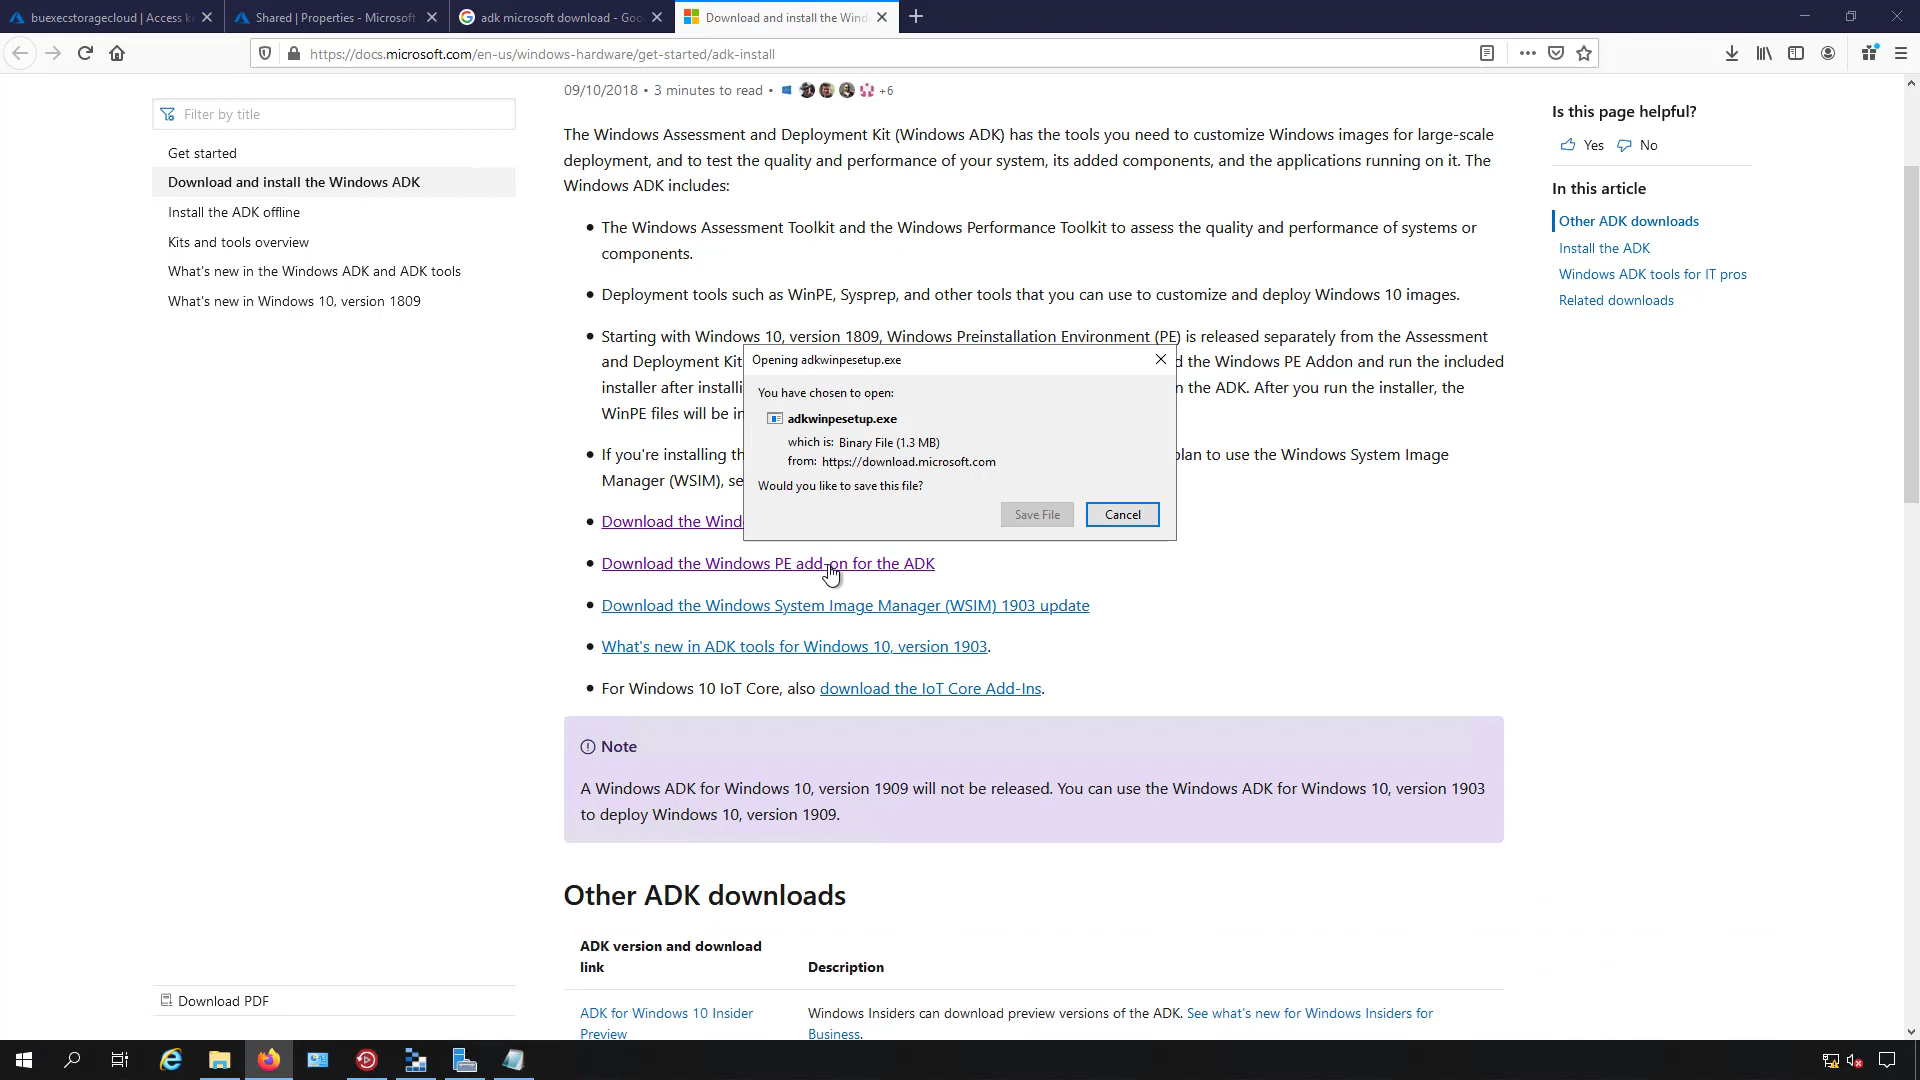 buexecstoragecloud | Access k
Shared | Properties - Microsoft
adk microsoft download - Goo
Download and install the Wind
https://docs.microsoft.com/en-us/windows-hardware/get-started/adk-install
09/10/2018 • 3 minutes to read •
+6
Filter by title
Get started
Download and install the Windows ADK
Install the ADK offline
Kits and tools overview
What's new in the Windows ADK and ADK tools
What's new in Windows 10, version 1809
Download PDF
The Windows Assessment and Deployment Kit (Windows ADK) has the tools you need to customize Windows images for large-scale
deployment, and to test the quality and performance of your system, its added components, and the applications running on it. The
Windows ADK includes:
• The Windows Assessment Toolkit and the Windows Performance Toolkit to assess the quality and performance of systems or
components.
• Deployment tools such as WinPE, Sysprep, and other tools that you can use to customize and deploy Windows 10 images.
• Starting with Windows 10, version 1809, Windows Preinstallation Environment (PE) is released separately from the Assessment
and Deployment Kit d the Windows PE Addon and run the included
installer after installi n the ADK. After you run the installer, the
WinPE files will be in
• If you're installing th plan to use the Windows System Image
Manager (WSIM), se
• Download the Wind
• Download the Windows PE add-on for the ADK
• Download the Windows System Image Manager (WSIM) 1903 update
• What's new in ADK tools for Windows 10, version 1903.
• For Windows 10 IoT Core, also download the IoT Core Add-Ins.
Note
A Windows ADK for Windows 10, version 1909 will not be released. You can use the Windows ADK for Windows 10, version 1903
to deploy Windows 10, version 1909.
Other ADK downloads
ADK version and download
link
Description
ADK for Windows 10 Insider
Preview
Windows Insiders can download preview versions of the ADK. See what's new for Windows Insiders for
Business.
Opening adkwinpesetup.exe
You have chosen to open:
adkwinpesetup.exe
which is: Binary File (1.3 MB)
from: https://download.microsoft.com
Would you like to save this file?
Save File
Cancel
Is this page helpful?
Yes
No
In this article
Other ADK downloads
Install the ADK
Windows ADK tools for IT pros
Related downloads